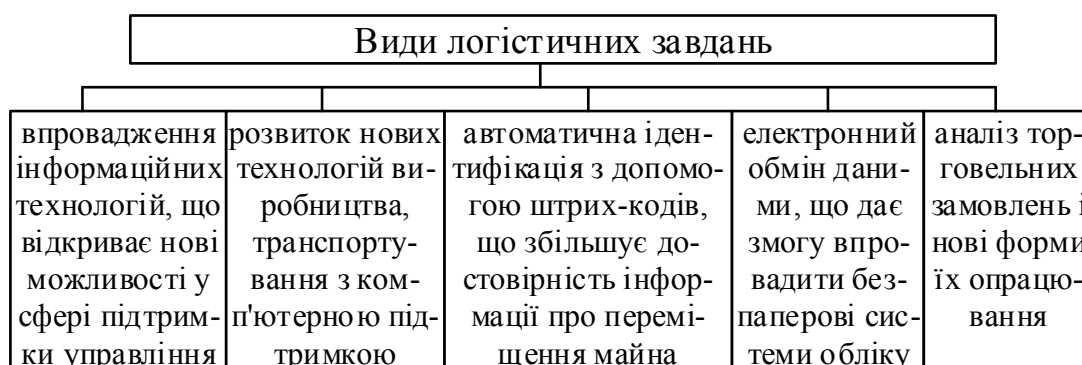 Види логістичних завдань
впровадження
інформаційних
технологій, що
відкриває нові
можливості у
сфері підтрим-
ки управління
розвиток нових
технологій ви-
робництва,
транспорту-
вання з ком-
п'ютерною під-
тримкою
автоматична іден-
тифікація з допомо-
гою штрих-кодів,
що збільшує до-
стовірність інфор-
мації про перемі-
щення майна
електронний
обмін дани-
ми, що дає
змогу впро-
вадити без-
паперові сис-
теми обліку
аналіз тор-
говельних
замовлень і
нові форми
їх опрацю-
вання